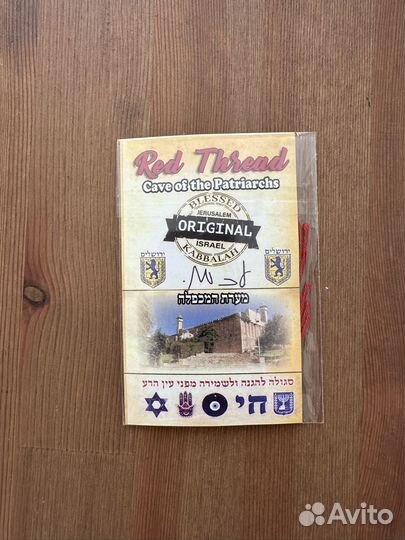 Red Thread
Cave of the Patriarchs
BLESSED
JERUSALEM
ORIGINAL
ISRAEL
KABBALAH
ירושלים
ירושלים
מערת המכפלה
סגולה להגנה ולשמירה מפני עין הרע
חי
Avito